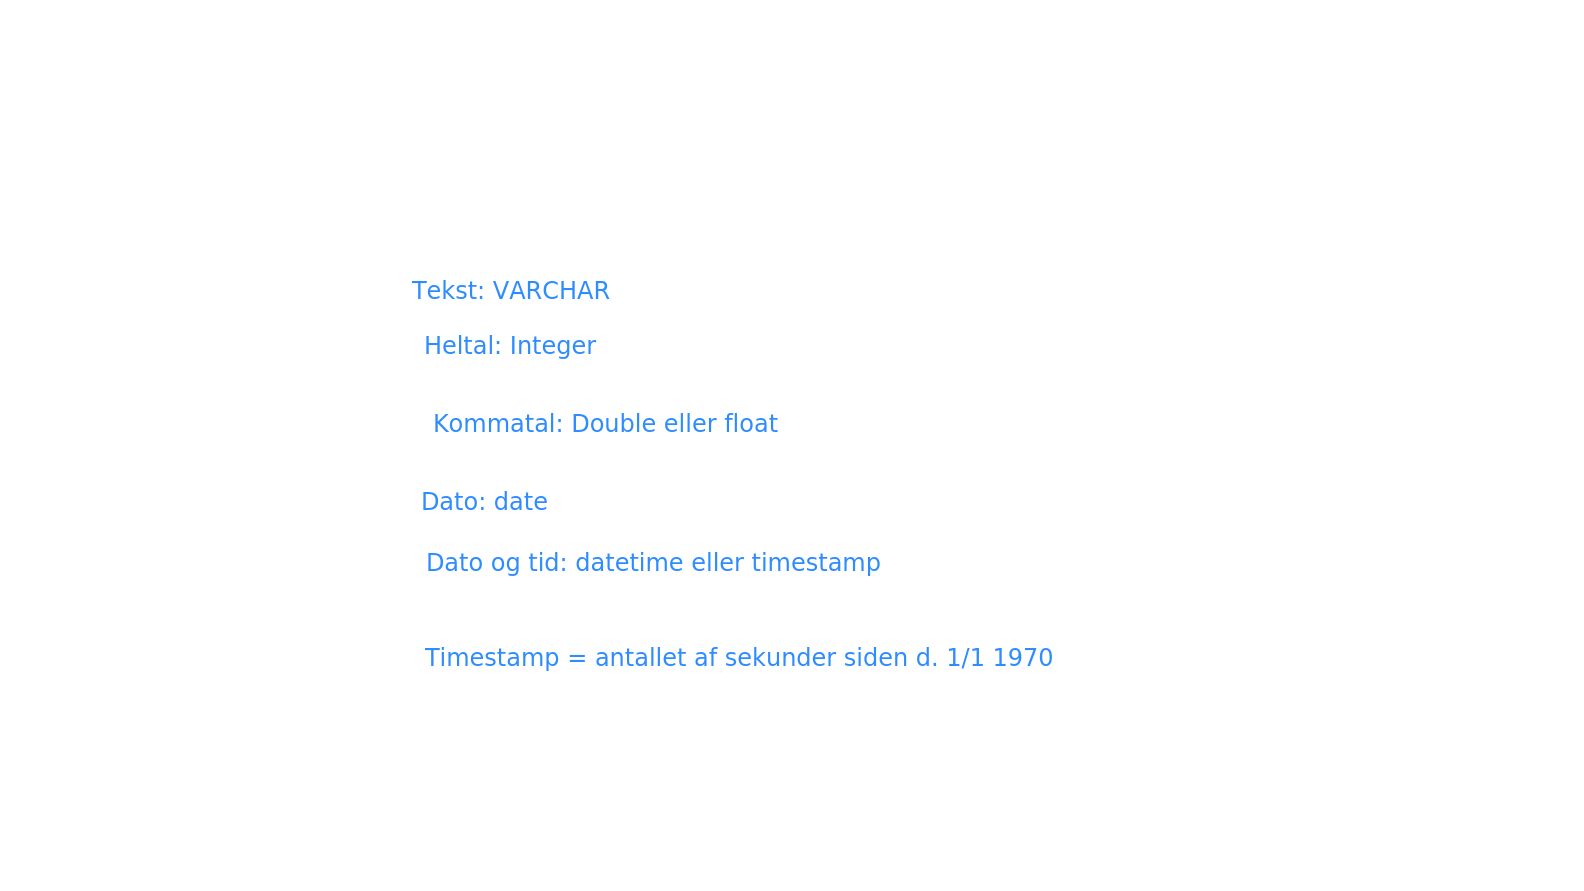 Tekst: VARCHAR
Heltal: Integer
Kommatal: Double eller float
Dato: date
Dato og tid: datetime eller timestamp
Timestamp = antallet af sekunder siden d. 1/1 1970